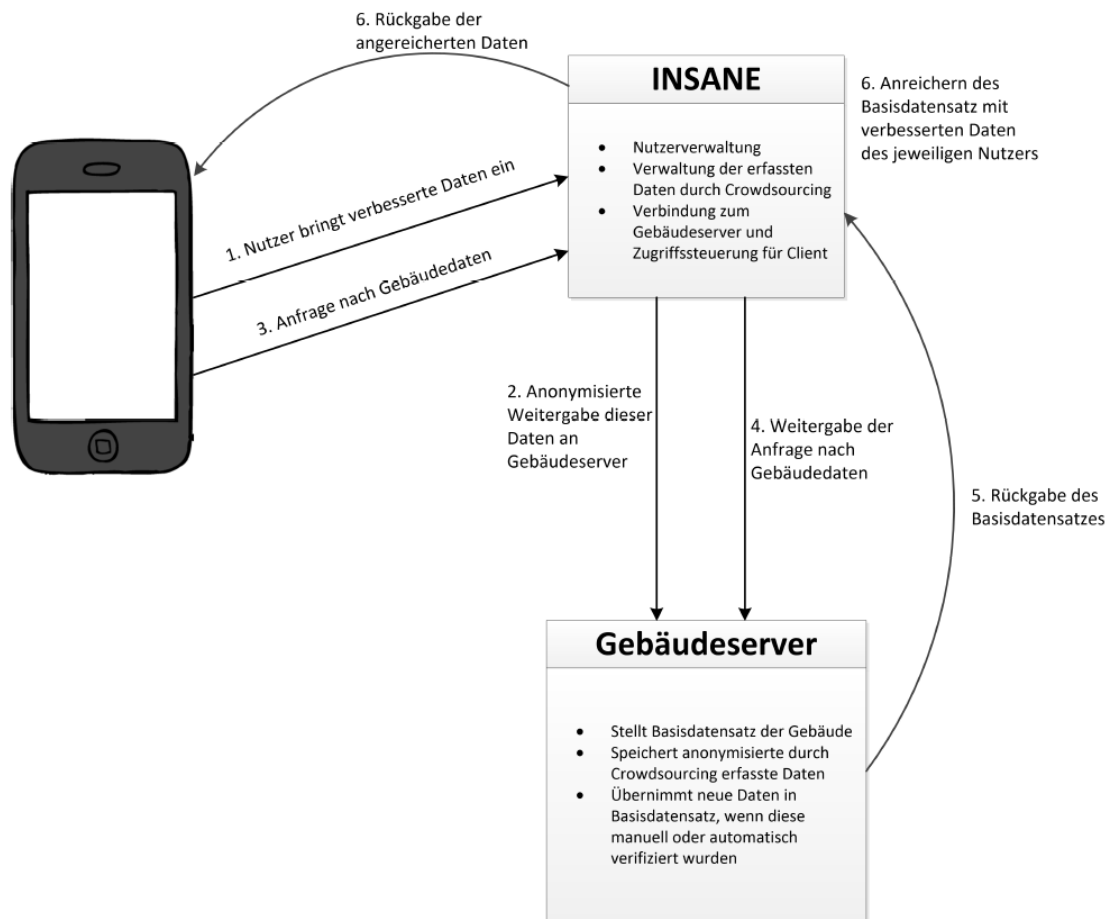 6. Rückgabe der
angereicherten Daten
INSANE
• Nutzerverwaltung
• Verwaltung der erfassten
Daten durch Crowdsourcing
• Verbindung zum
Gebäudeserver und
Zugriffssteuerung für Client
6. Anreichern des
Basisdatensatz mit
verbesserten Daten
des jeweiligen Nutzers
1. Nutzer bringt verbesserte Daten ein
3. Anfrage nach Gebäudedaten
2. Anonymisierte
Weitergabe dieser
Daten an
Gebäudeserver
4. Weitergabe der
Anfrage nach
Gebäudedaten
5. Rückgabe des
Basisdatensatzes
Gebäudeserver
• Stellt Basisdatensatz der Gebäude
• Speichert anonymisierte durch
Crowdsourcing erfasste Daten
• Übernimmt neue Daten in
Basisdatensatz, wenn diese
manuell oder automatisch
verifiziert wurden